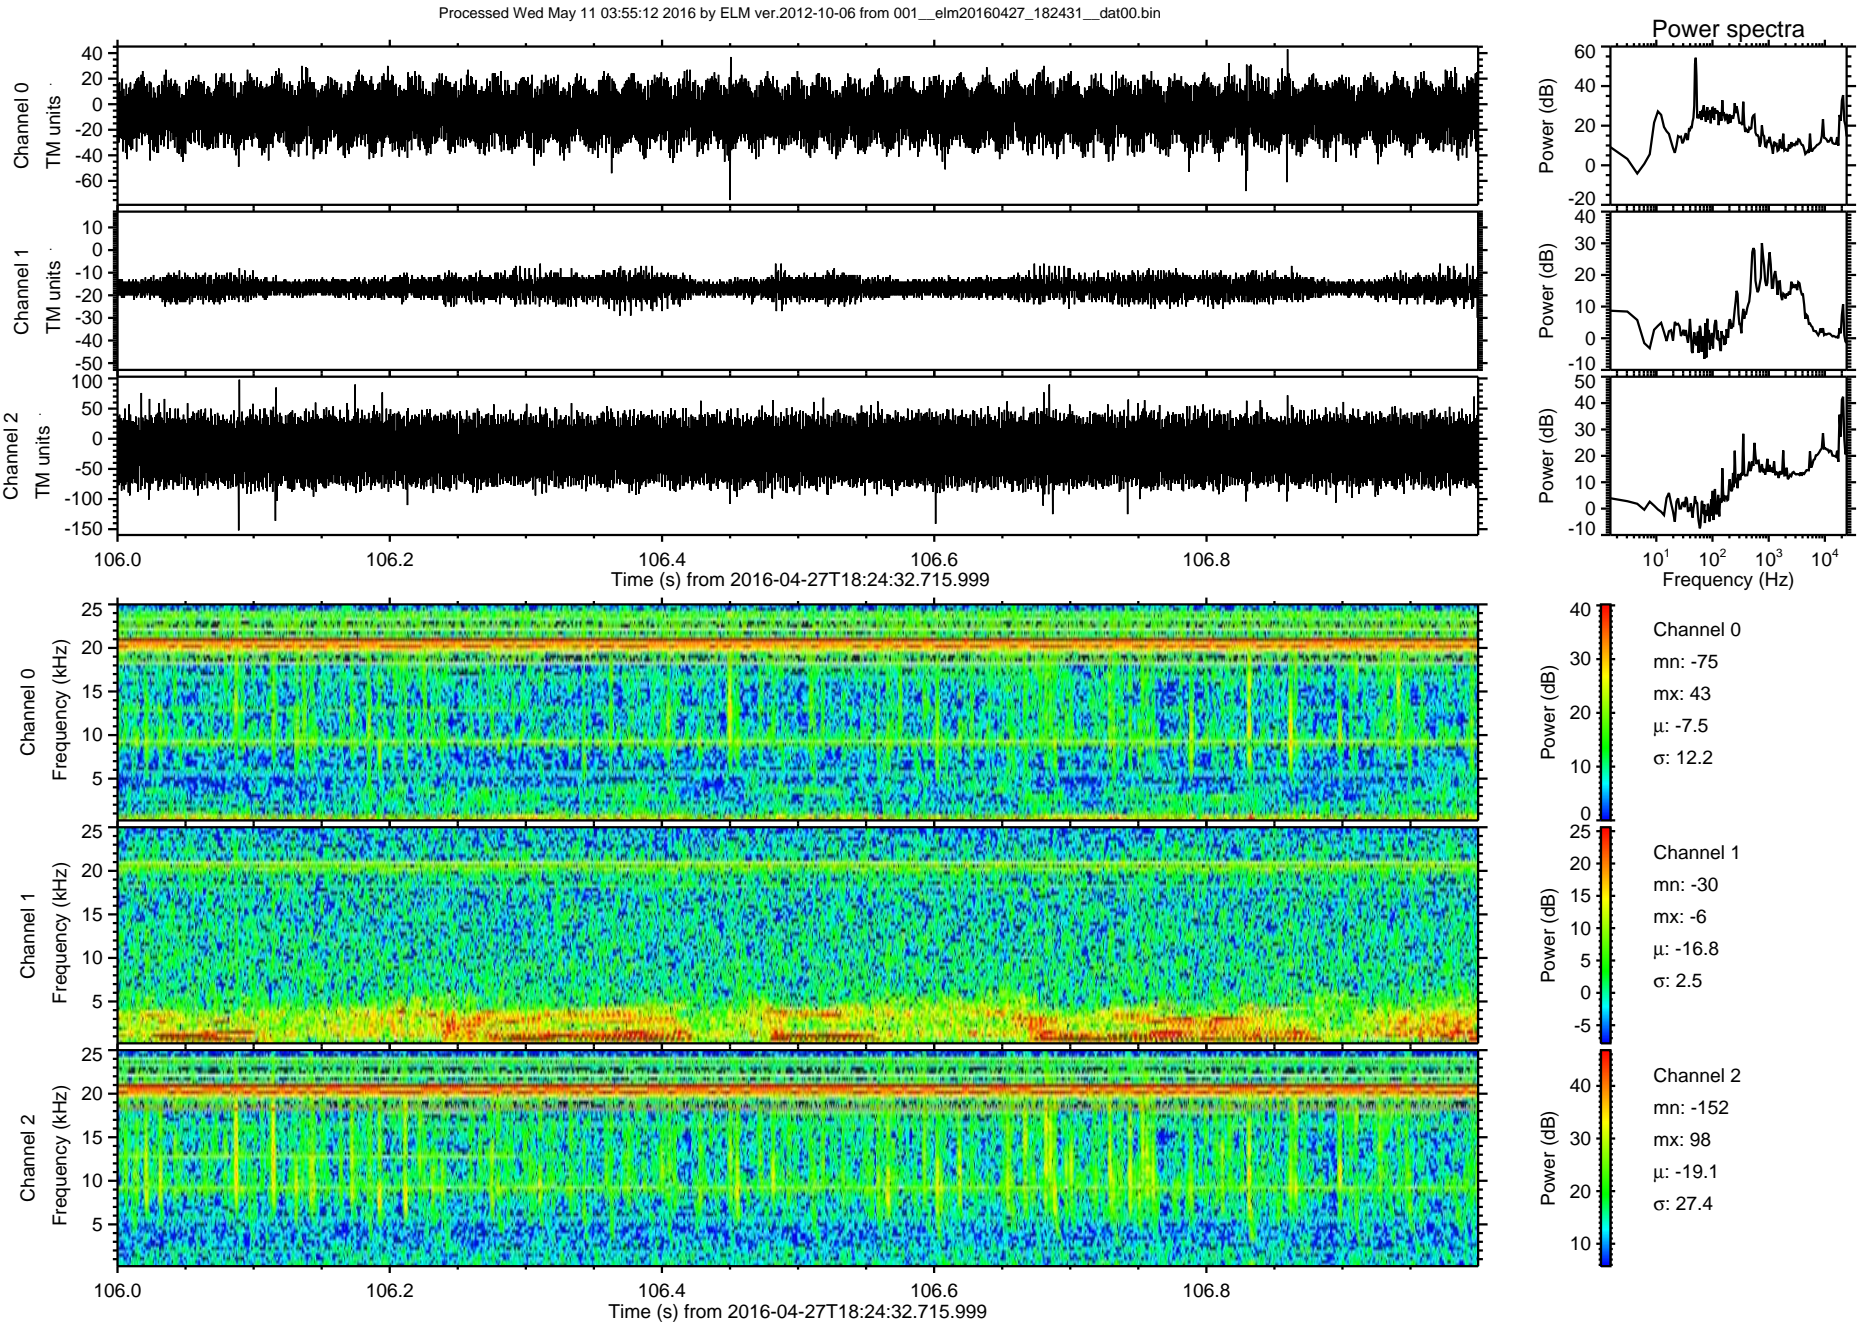 Processed Wed May 11 03:55:12 2016 by ELM ver.2012-10-06 from 001__elm20160427_182431__dat00.bin
Power spectra
Channel 0
TM units
40
20
0
-20
-40
-60
Power (dB)
60
40
20
0
-20
Channel 1
TM units
10
0
-10
-20
-30
-40
-50
Power (dB)
40
30
20
10
0
-10
Channel 2
TM units
100
50
0
-50
-100
-150
Power (dB)
50
40
30
20
10
0
-10
106.0 106.2 106.4 106.6 106.8
Time (s) from 2016-04-27T18:24:32.715.999
10^1 10^2 10^3 10^4
Frequency (Hz)
Channel 0
Frequency (kHz)
25
20
15
10
5
Power (dB)
40
30
20
10
0
Channel 0
mn: -75
mx: 43
μ: -7.5
σ: 12.2
Channel 1
Frequency (kHz)
25
20
15
10
5
Power (dB)
25
20
15
10
5
0
-5
Channel 1
mn: -30
mx: -6
μ: -16.8
σ: 2.5
Channel 2
Frequency (kHz)
25
20
15
10
5
Power (dB)
40
30
20
10
Channel 2
mn: -152
mx: 98
μ: -19.1
σ: 27.4
106.0 106.2 106.4 106.6 106.8
Time (s) from 2016-04-27T18:24:32.715.999